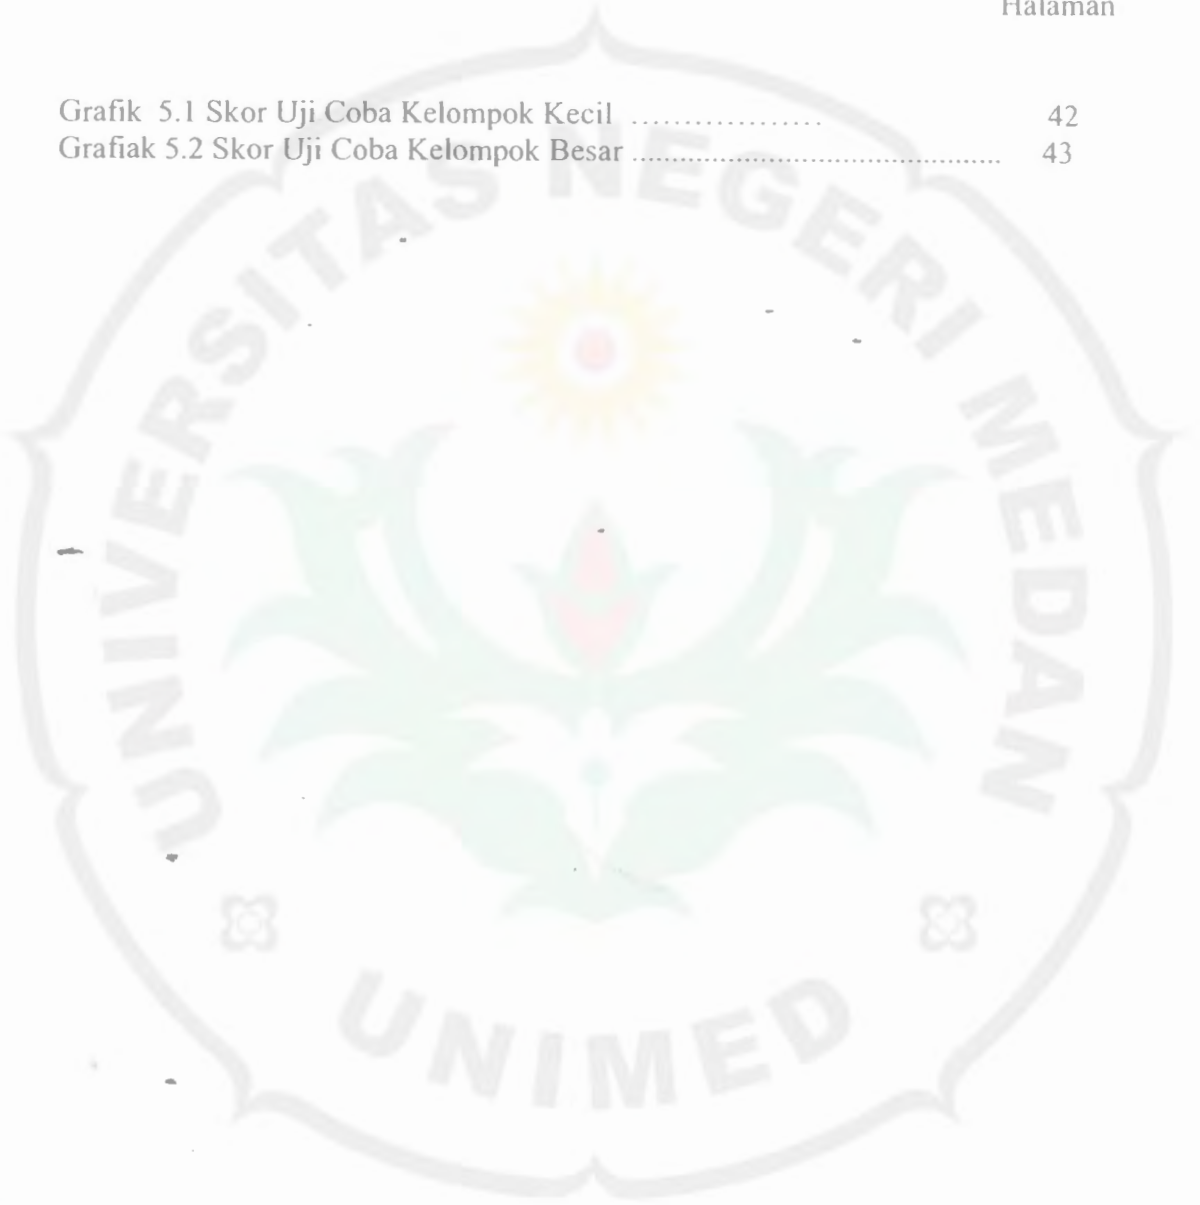 Halaman
Grafik 5.1 Skor Uji Coba Kelompok Kecil .................. 42
Grafiak 5.2 Skor Uji Coba Kelompok Besar .............................................. 43
UNIVERSITAS NEGERI MEDAN
UNIMED